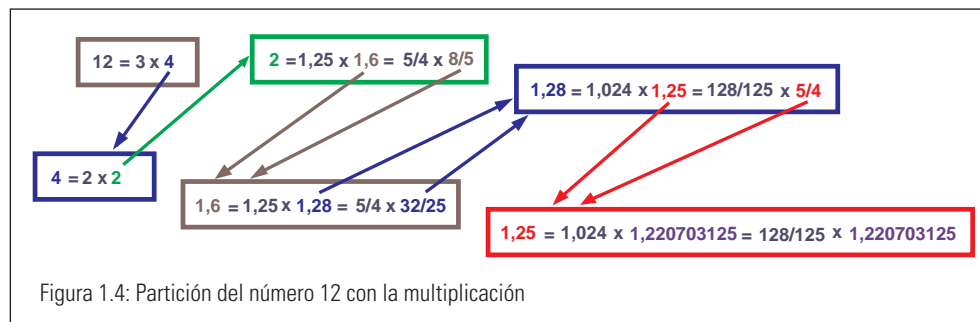 12 = 3 x 4
2 =1,25 x 1,6 = 5/4 x 8/5
1,28 = 1,024 x 1,25 = 128/125 x 5/4
4 = 2 x 2
1,6 = 1,25 x 1,28 = 5/4 x 32/25
1,25 = 1,024 x 1,220703125 = 128/125 x 1,220703125
Figura 1.4: Partición del número 12 con la multiplicación